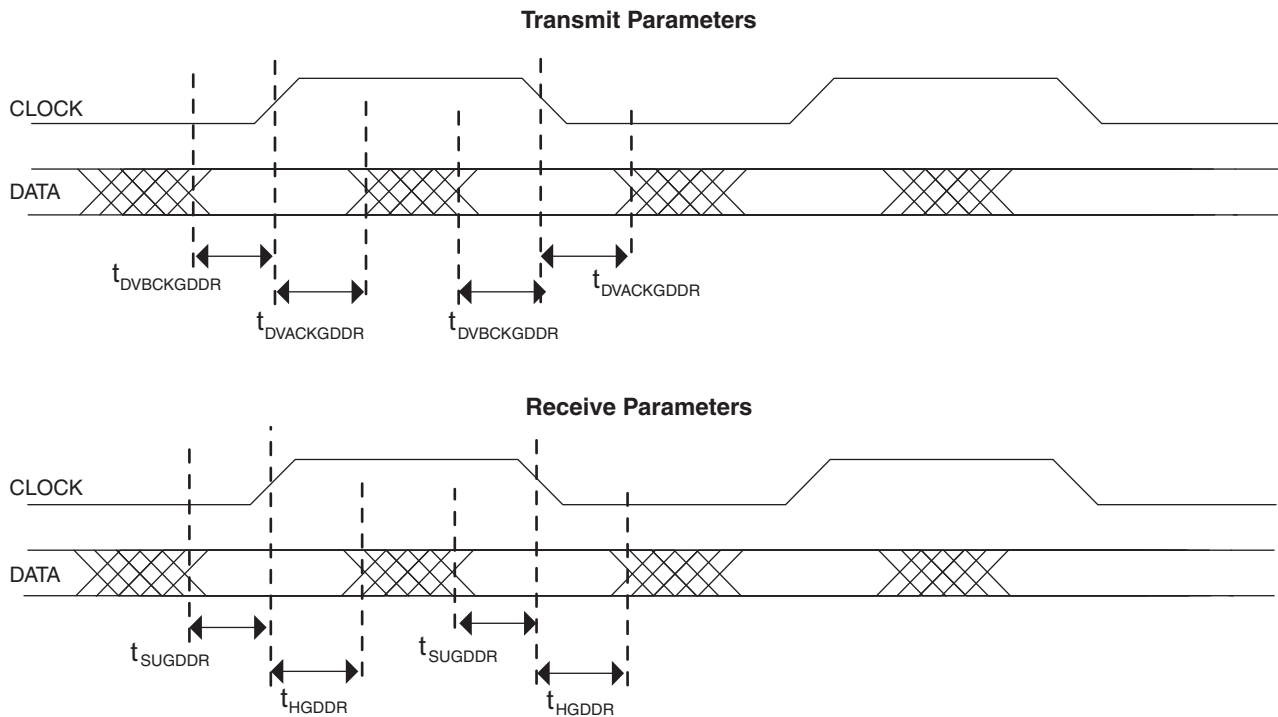 Transmit Parameters
CLOCK
DATA
tDVBCKGDDR
tDVACKGDDR
tDVACKGDDR
tDVBCKGDDR
Receive Parameters
CLOCK
DATA
tSUGDDR
tSUGDDR
tHGDDR
tHGDDR